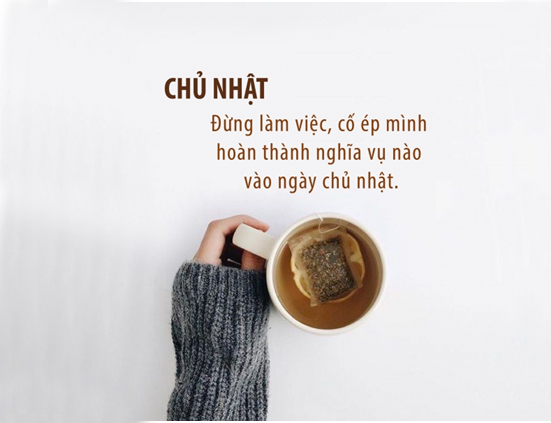 CHỦ NHẬT
Đừng làm việc, cố ép mình
hoàn thành nghĩa vụ nào
vào ngày chủ nhật.